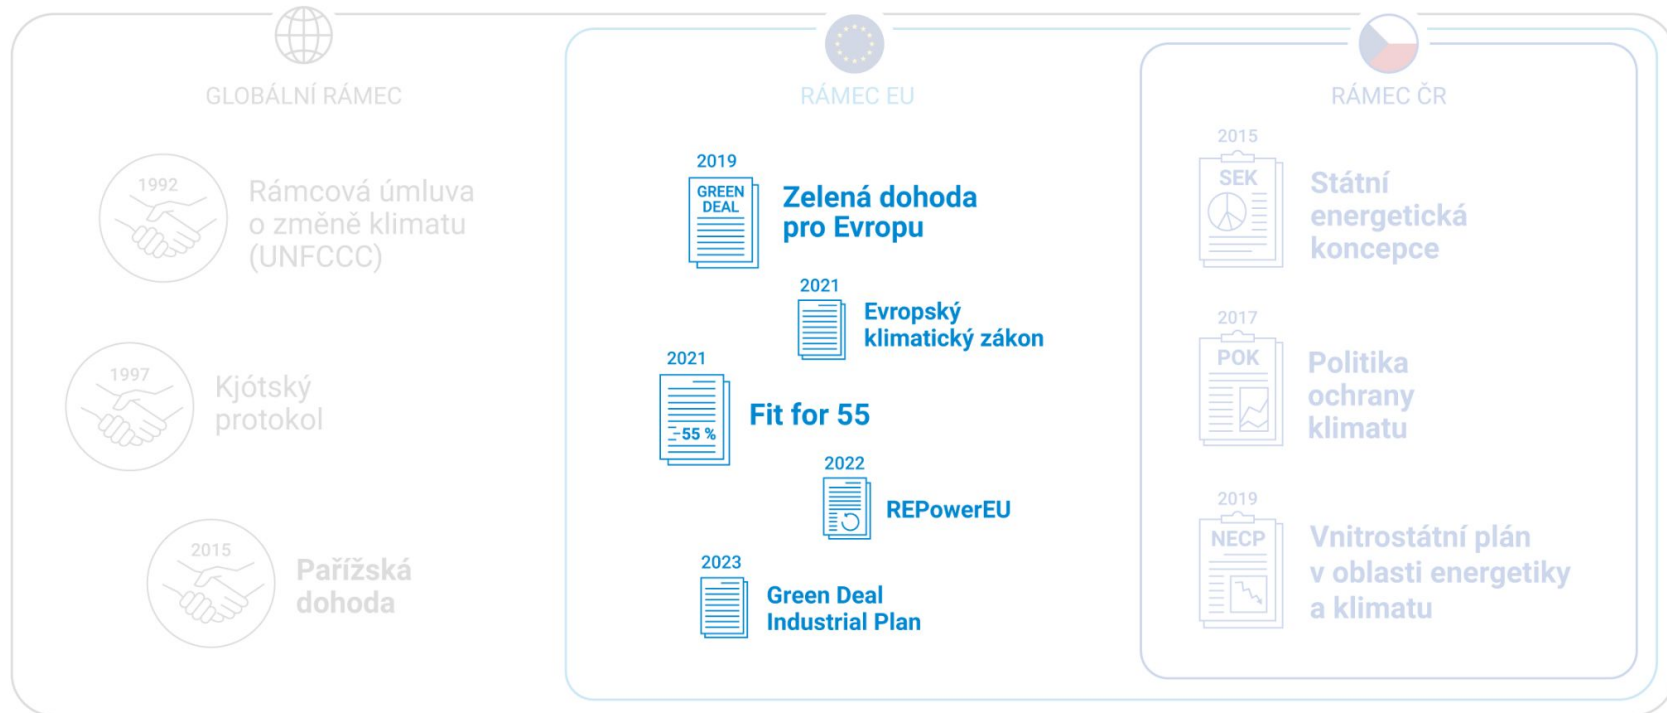 GLOBÁLNÍ RÁMEC
1992
Rámcová úmluva
o změně klimatu
(UNFCCC)
1997
Kjótský
protokol
2015
Pařížská
dohoda
RÁMEC EU
2019
GREEN
DEAL
Zelená dohoda
pro Evropu
2021
Evropský
klimatický zákon
2021
-55 %
Fit for 55
2022
REPowerEU
2023
Green Deal
Industrial Plan
RÁMEC ČR
2015
SEK
Státní
energetická
koncepce
2017
POK
Politika
ochrany
klimatu
2019
NECP
Vnitrostátní plán
v oblasti energetiky
a klimatu